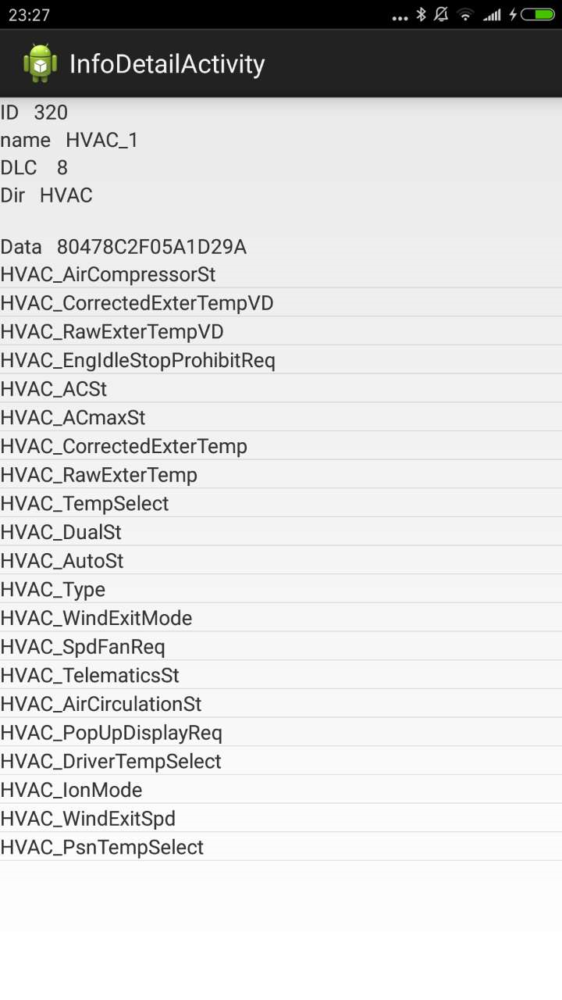 23:27
InfoDetailActivity
ID 320
name HVAC_1
DLC 8
Dir HVAC
Data 80478C2F05A1D29A
HVAC_AirCompressorSt
HVAC_CorrectedExterTempVD
HVAC_RawExterTempVD
HVAC_EngIdleStopProhibitReq
HVAC_ACSt
HVAC_ACmaxSt
HVAC_CorrectedExterTemp
HVAC_RawExterTemp
HVAC_TempSelect
HVAC_DualSt
HVAC_AutoSt
HVAC_Type
HVAC_WindExitMode
HVAC_SpdFanReq
HVAC_TelematicsSt
HVAC_AirCirculationSt
HVAC_PopUpDisplayReq
HVAC_DriverTempSelect
HVAC_IonMode
HVAC_WindExitSpd
HVAC_PsnTempSelect